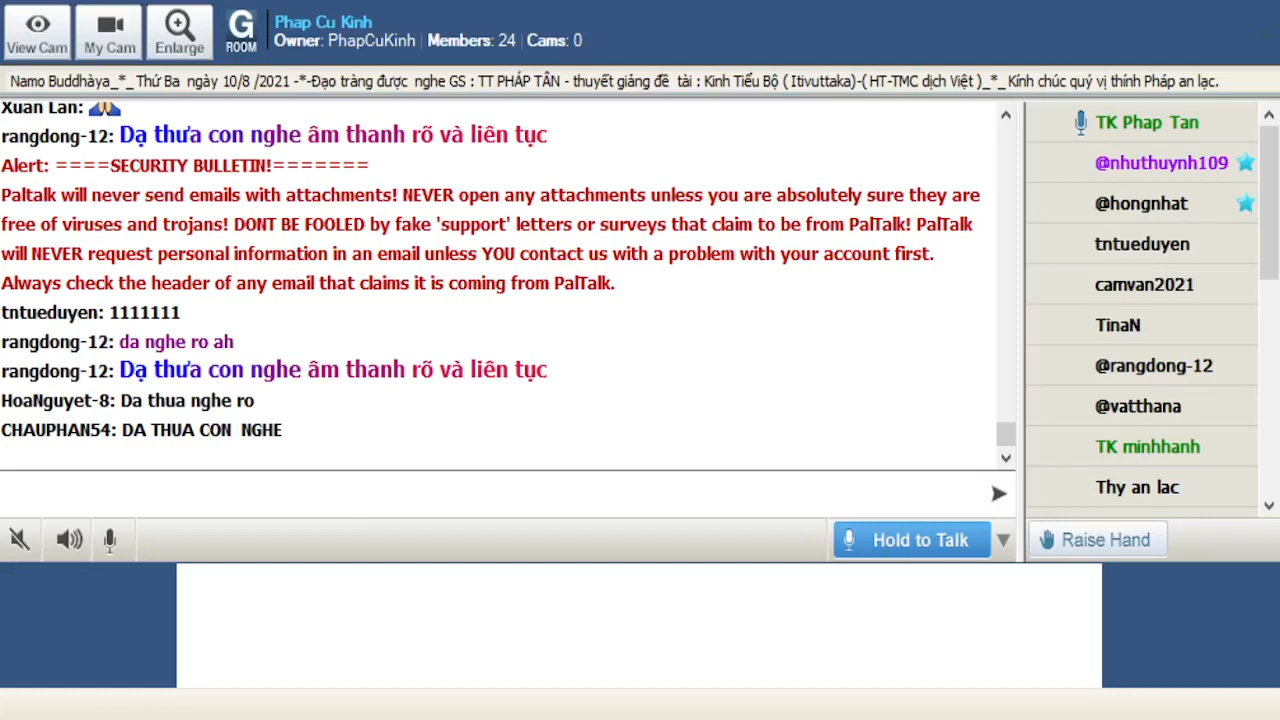 View Cam
My Cam
Enlarge
G
ROOM
Phap Cu Kinh
Owner: PhapCuKinh | Members: 24 | Cams: 0
Namo Buddhàya_*_ Thứ Ba ngày 10/8 /2021 -*-Đạo tràng được nghe GS : TT PHÁP TÂN - thuyết giảng đề tài : Kinh Tiểu Bộ ( Itivuttaka)-( HT-TMC dịch Việt )_*_ Kính chúc quý vị thính Pháp an lạc.
Xuan Lan:
rangdong-12: Dạ thưa con nghe âm thanh rõ và liên tục
Alert: ====SECURITY BULLETIN!=======
Paltalk will never send emails with attachments! NEVER open any attachments unless you are absolutely sure they are
free of viruses and trojans! DONT BE FOOLED by fake 'support' letters or surveys that claim to be from PalTalk! PalTalk
will NEVER request personal information in an email unless YOU contact us with a problem with your account first.
Always check the header of any email that claims it is coming from PalTalk.
tntueduyen: 1111111
rangdong-12: da nghe ro ah
rangdong-12: Dạ thưa con nghe âm thanh rõ và liên tục
HoaNguyet-8: Da thua nghe ro
CHAUPHAN54: DA THUA CON NGHE
TK Phap Tan
@nhuthuynh109
@hongnhat
tntueduyen
camvan2021
TinaN
@rangdong-12
@vatthana
TK minhhanh
Thy an lac
Hold to Talk
Raise Hand